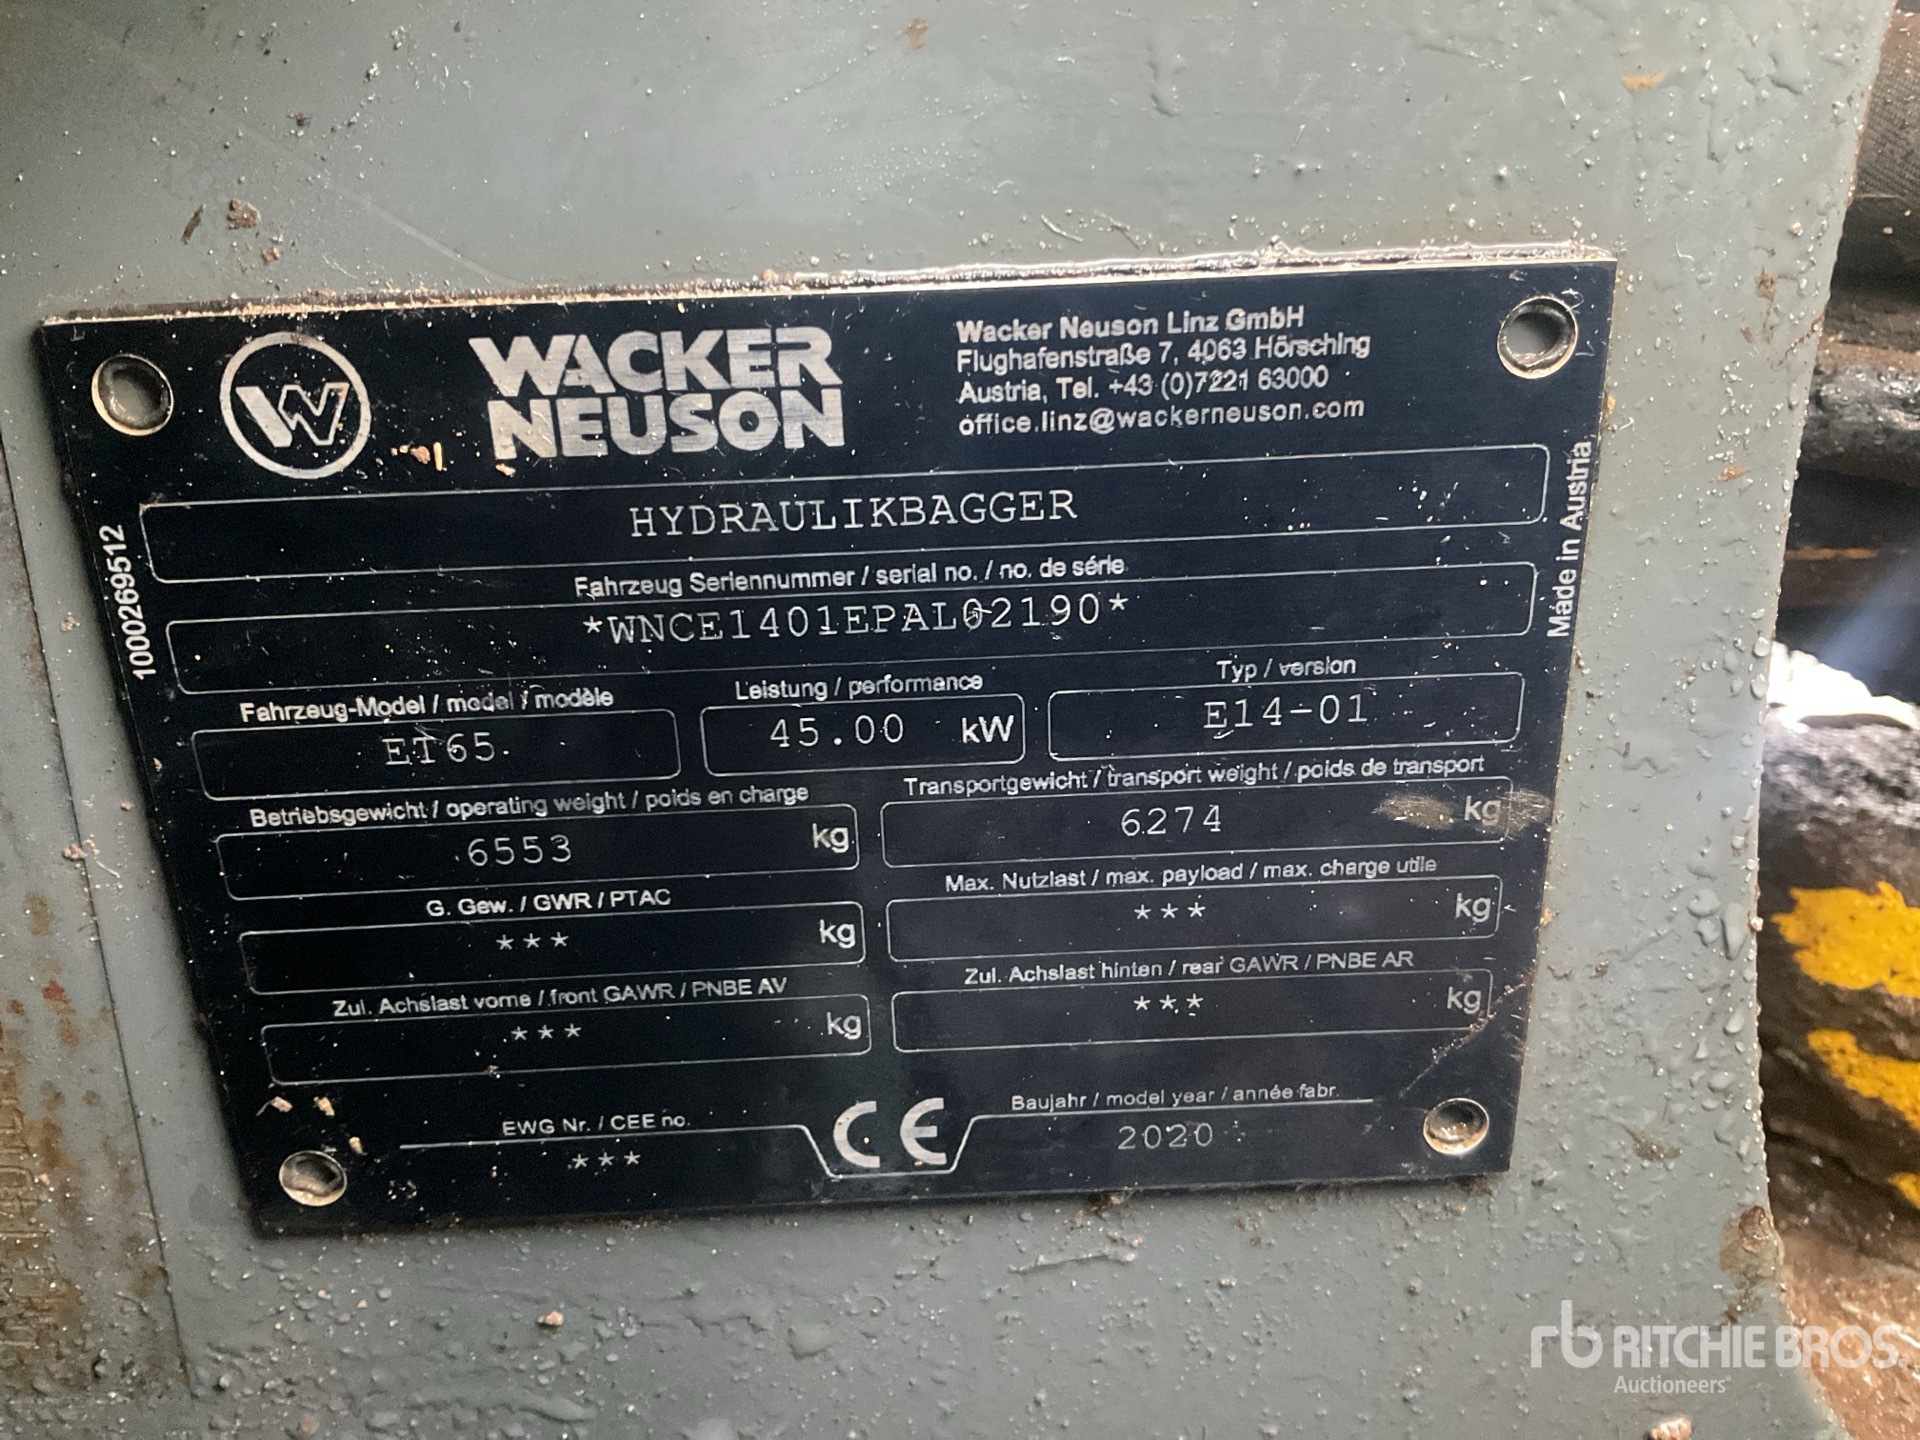 WACKER
NEUSON
Wacker Neuson Linz GmbH
Flughafenstraße 7, 4063 Hörsching
Austria, Tel. +43 (0)7221 63000
office.linz@wackerneuson.com
HYDRAULIKBAGGER
1000269512
Made in Austria
Fahrzeug Seriennummer / serial no. / no. de série
*WNCE1401EPAL02190*
Fahrzeug-Model / model / modèle
ET65
Leistung / performance
45.00 kW
Typ / version
E14-01
Betriebsgewicht / operating weight / poids en charge
6553 kg
Transportgewicht / transport weight / poids de transport
6274 kg
G. Gew. / GWR / PTAC
*** kg
Max. Nutzlast / max. payload / max. charge utile
*** kg
Zul. Achslast vorne / front GAWR / PNBE AV
*** kg
Zul. Achslast hinten / rear GAWR / PNBE AR
*** kg
EWG Nr. / CEE no.
***
CE
Baujahr / model year / année fabr.
2020
rb RITCHIE BROS.
Auctioneers